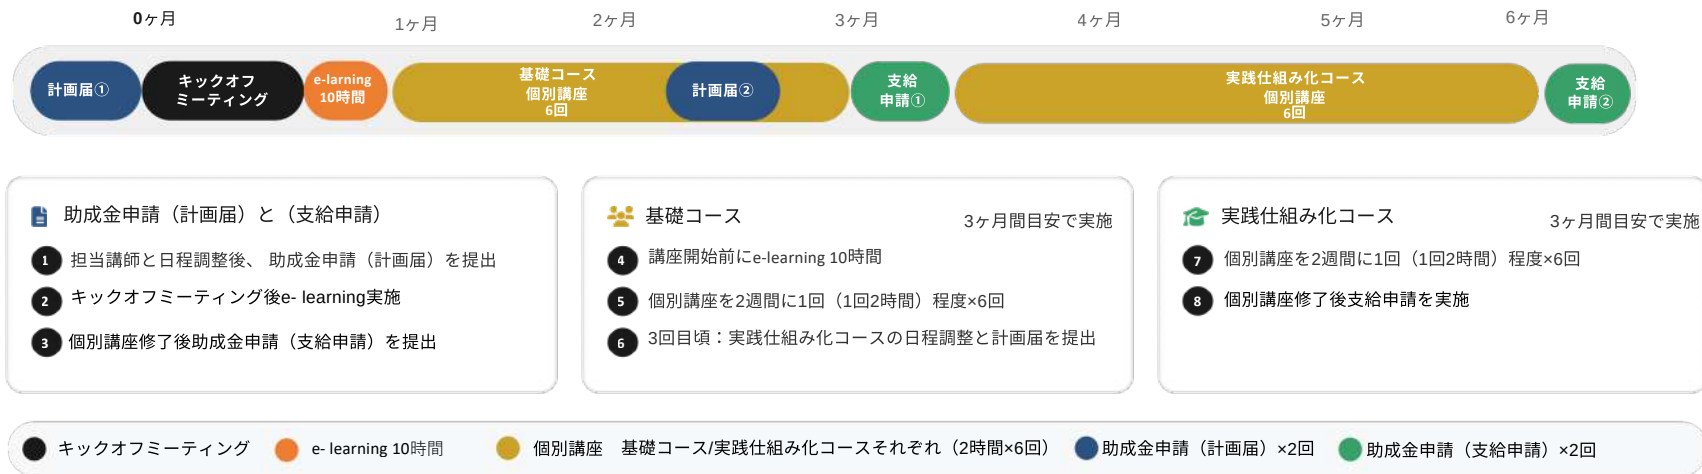 0ヶ月 1ヶ月 2ヶ月 3ヶ月 4ヶ月 5ヶ月 6ヶ月
計画届①
キックオフ
ミーティング
e-larning
10時間
基礎コース
個別講座
6回
計画届②
支給
申請①
実践仕組み化コース
個別講座
6回
支給
申請②
助成金申請（計画届）と（支給申請）
1 担当講師と日程調整後、 助成金申請（計画届）を提出
2 キックオフミーティング後e- learning実施
3 個別講座修了後助成金申請（支給申請）を提出
基礎コース 3ヶ月間目安で実施
4 講座開始前にe-learning 10時間
5 個別講座を2週間に1回（1回2時間）程度×6回
6 3回目頃：実践仕組み化コースの日程調整と計画届を提出
実践仕組み化コース 3ヶ月間目安で実施
7 個別講座を2週間に1回（1回2時間）程度×6回
8 個別講座修了後支給申請を実施
キックオフミーティング e- learning 10時間 個別講座 基礎コース/実践仕組み化コースそれぞれ（2時間×6回） 助成金申請（計画届）×2回 助成金申請（支給申請）×2回